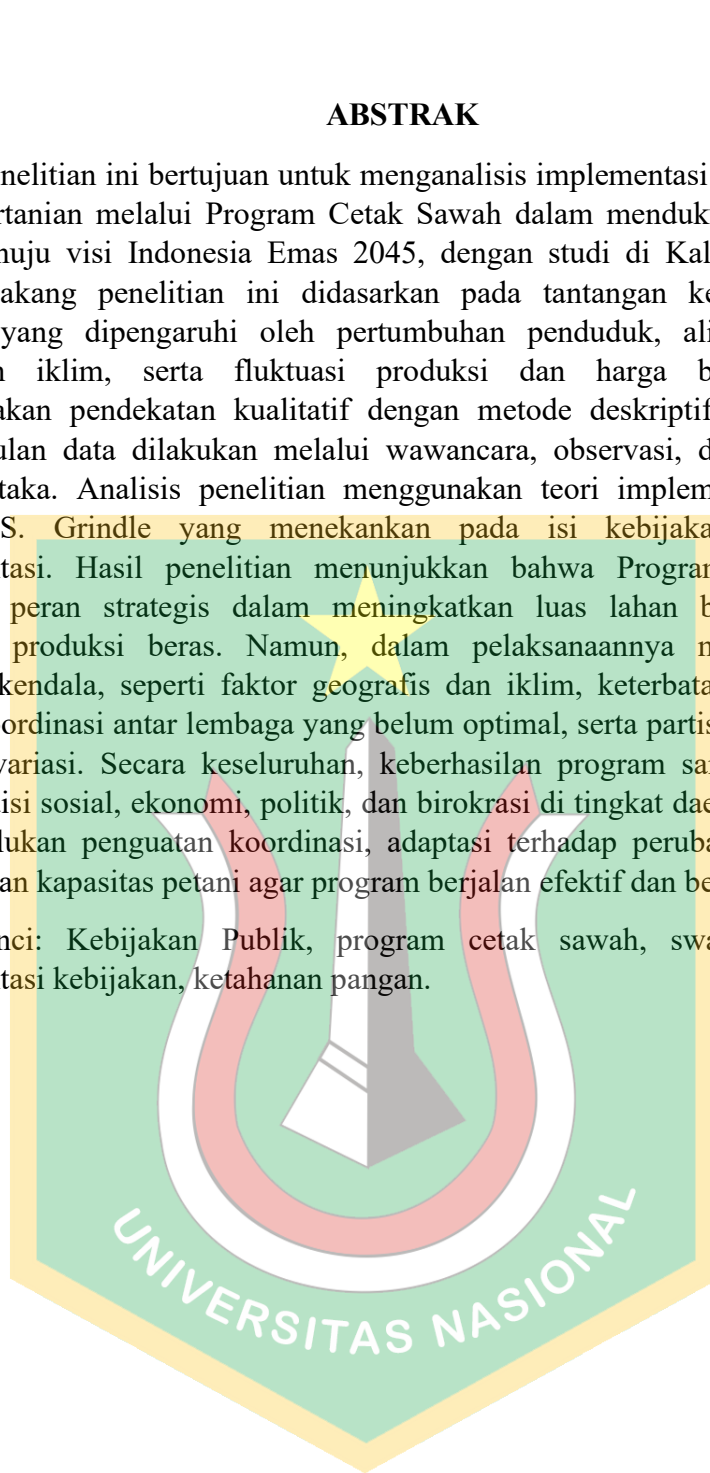 ABSTRAK
nelitian ini bertujuan untuk menganalisis implementasi
rtanian melalui Program Cetak Sawah dalam menduk
nuju visi Indonesia Emas 2045, dengan studi di Kal
akang penelitian ini didasarkan pada tantangan ke
yang dipengaruhi oleh pertumbuhan penduduk, ali
n iklim, serta fluktuasi produksi dan harga b
akan pendekatan kualitatif dengan metode deskriptif
ulan data dilakukan melalui wawancara, observasi, d
taka. Analisis penelitian menggunakan teori implem
S. Grindle yang menekankan pada isi kebijaka
tasi. Hasil penelitian menunjukkan bahwa Program
peran strategis dalam meningkatkan luas lahan b
produksi beras. Namun, dalam pelaksanaannya m
kendala, seperti faktor geografis dan iklim, keterbata
ordinasi antar lembaga yang belum optimal, serta partis
variasi. Secara keseluruhan, keberhasilan program san
isi sosial, ekonomi, politik, dan birokrasi di tingkat dae
lukan penguatan koordinasi, adaptasi terhadap peruba
an kapasitas petani agar program berjalan efektif dan be
nci: Kebijakan Publik, program cetak sawah, swa
tasi kebijakan, ketahanan pangan.
UNIVERSITAS NASIONAL